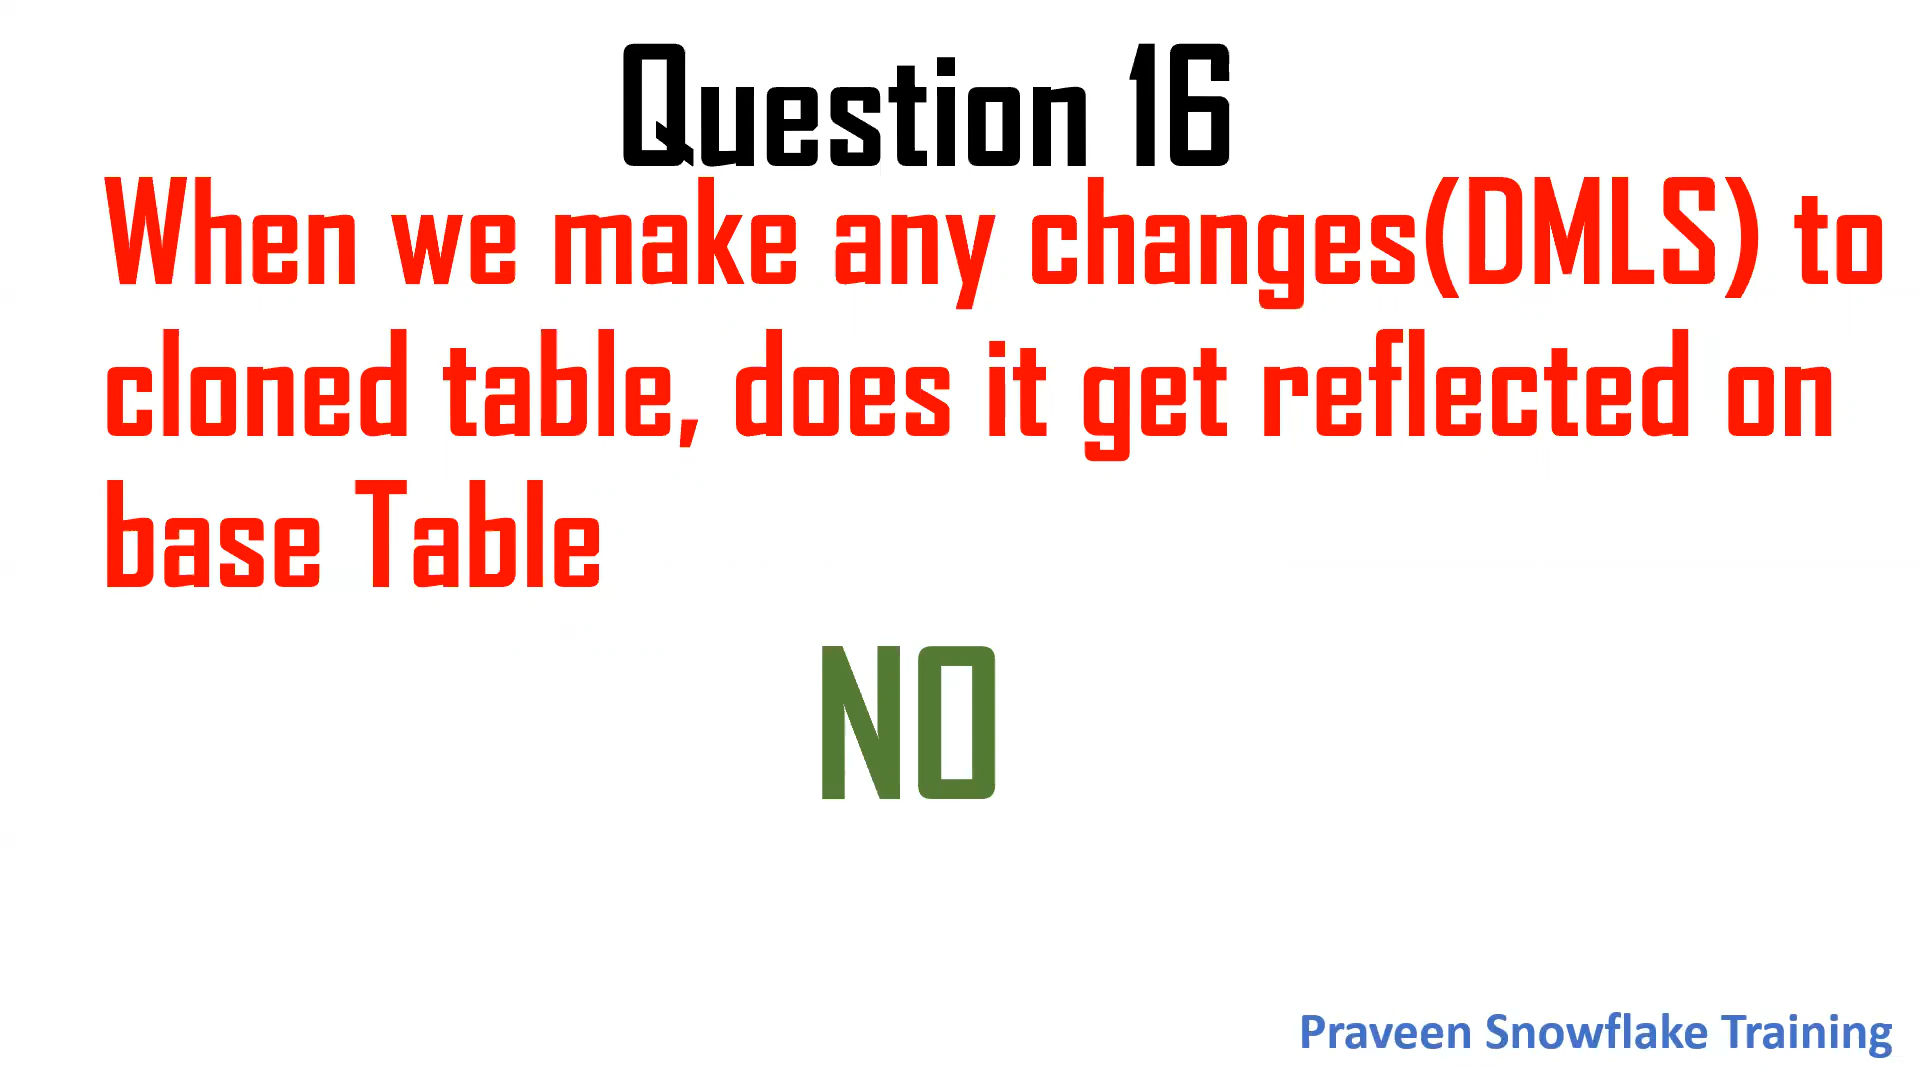 Question 16
When we make any changes(DMLS) to
cloned table, does it get reflected on
base Table
NO
Praveen Snowflake Training